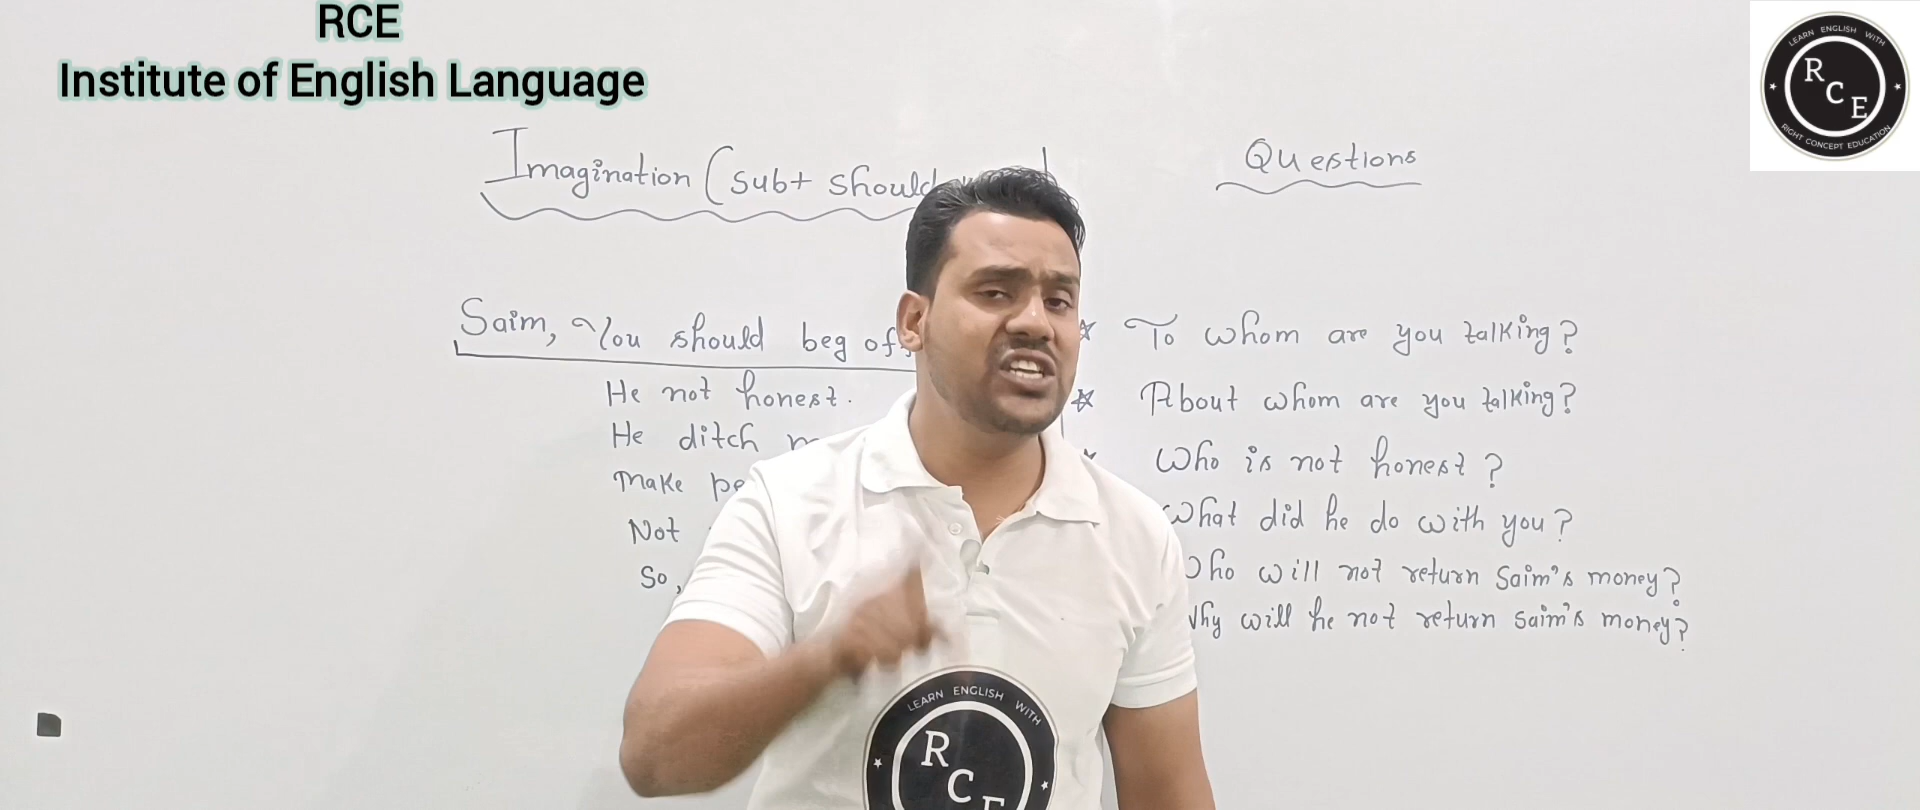 RCE
Institute of English Language
LEARN ENGLISH WITH
R
C
E
RIGHT CONCEPT EDUCATION
Imagination (Sub+ should
Questions
Saim, You should beg off
He not honest.
He ditch
Make
Not
So,
To whom are you talking?
About whom are you talking?
Who is not honest?
What did he do with you?
Who will not return Saim's money?
Why will he not return Saim's money?
LEARN ENGLISH WITH
R
C
E